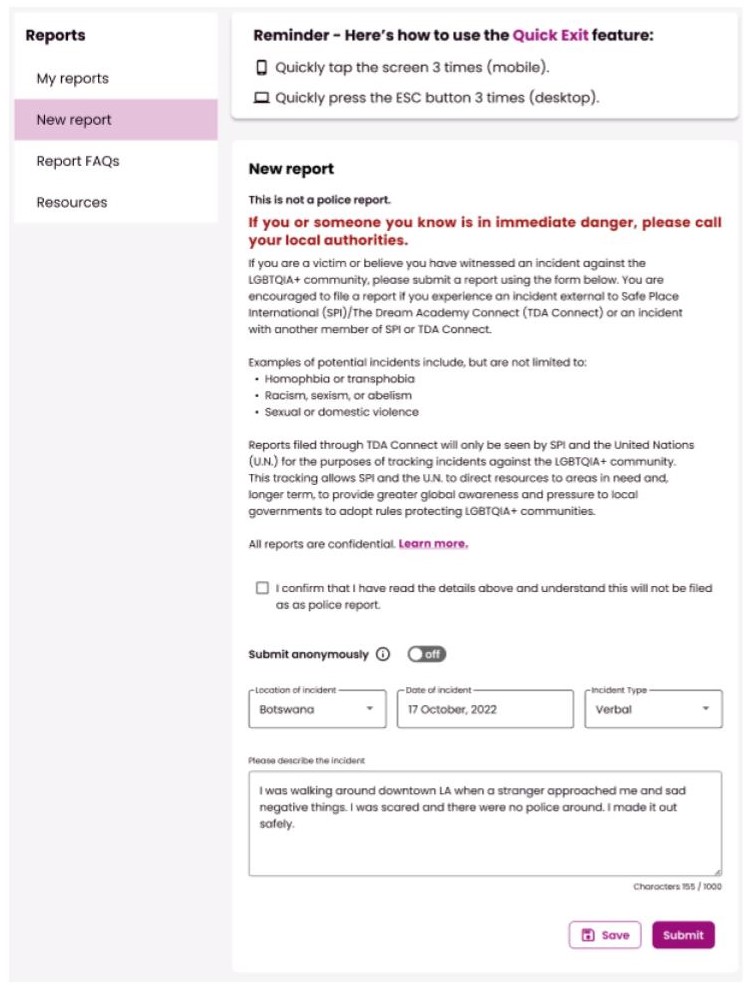 Reports
My reports
New report
Report FAQs
Resources
Reminder - Here's how to use the Quick Exit feature:
Quickly tap the screen 3 times (mobile).
Quickly press the ESC button 3 times (desktop).
New report
This is not a police report.
If you or someone you know is in immediate danger, please call
your local authorities.
If you are a victim or believe you have witnessed an incident against the
LGBTQIA+ community, please submit a report using the form below. You are
encouraged to file a report if you experience an incident external to Safe Place
International (SPI)/The Dream Academy Connect (TDA Connect) or an incident
with another member of SPI or TDA Connect.
Examples of potential incidents include, but are not limited to:
• Homophbia or transphobia
• Racism, sexism, or abelism
• Sexual or domestic violence
Reports filed through TDA Connect will only be seen by SPI and the United Nations
(U.N.) for the purposes of tracking incidents against the LGBTQIA+ community.
This tracking allows SPI and the U.N. to direct resources to areas in need and,
longer term, to provide greater global awareness and pressure to local
governments to adopt rules protecting LGBTQIA+ communities.
All reports are confidential. Learn more.
I confirm that I have read the details above and understand this will not be filed
as as police report.
Submit anonymously off
Location of incident Date of incident Incident Type
Botswana 17 October, 2022 Verbal
Please describe the incident
I was walking around downtown LA when a stranger approached me and sad
negative things. I was scared and there were no police around. I made it out
safely.
Characters 155 / 1000
Save Submit